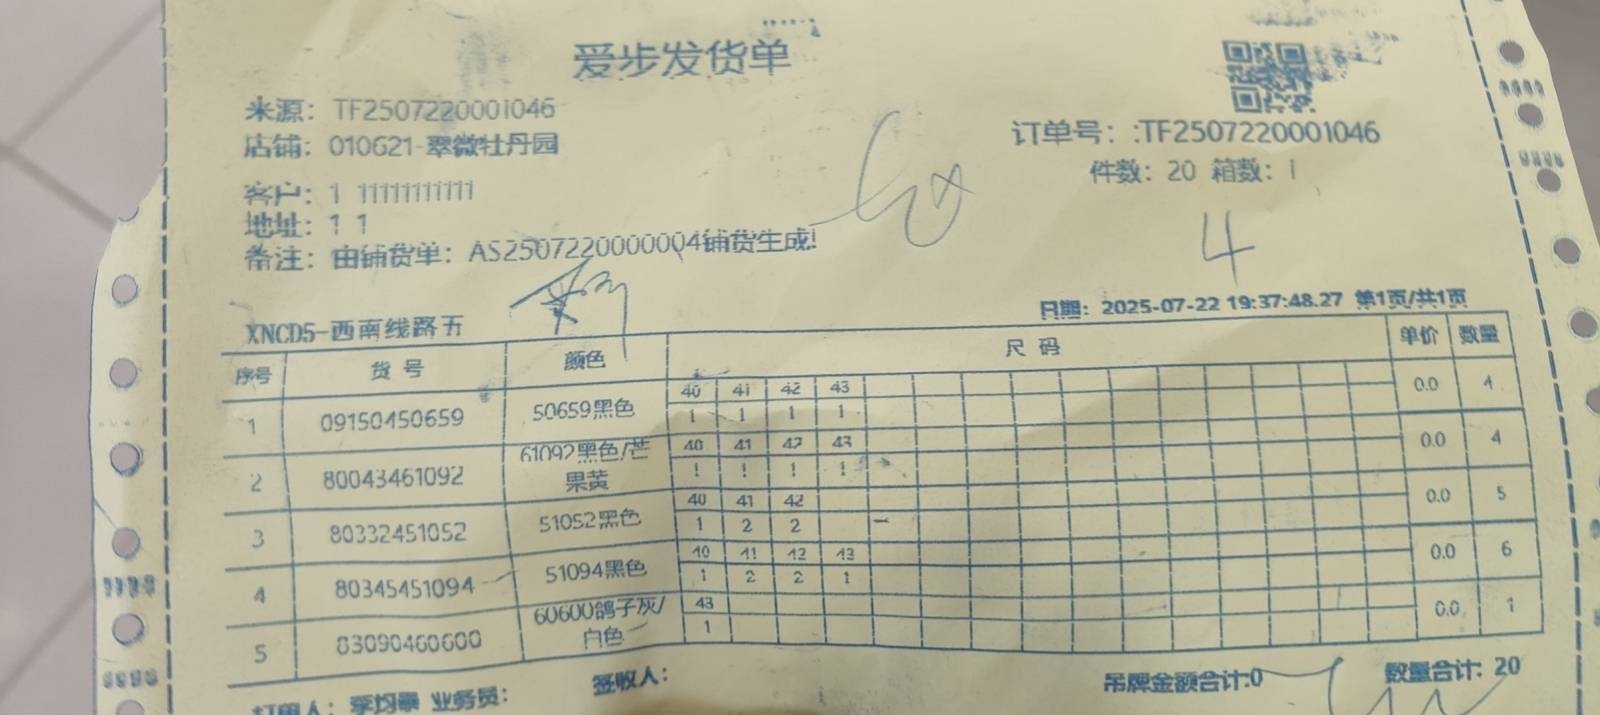 爱步发货单
来源：TF2507220001046
店铺：010G21-翠微牡丹园
订单号：:TF2507220001046
件数：20 箱数：1
客户：1 11111111111
地址：1 1
备注：由铺货单：AS2507220000004铺货生成!
4
日期：2025-07-22 19:37:48.27 第1页/共1页
XNCD5-西南线路五
序号 货号 颜色 尺码 单价 数量
40 41 42 43
1 09150450659 50659黑色 1 1 1 1 0.0 4
40 41 42 43
2 80043461092 61092黑色/芒果黄 1 1 1 1 0.0 4
40 41 42
3 80332451052 51052黑色 1 2 2 0.0 5
40 41 42 43
4 80345451094 51094黑色 1 2 2 1 0.0 6
43
5 83090460600 60600鸽子灰/白色 1 0.0 1
签收人： 吊牌金额合计:0 数量合计: 20
业务员：